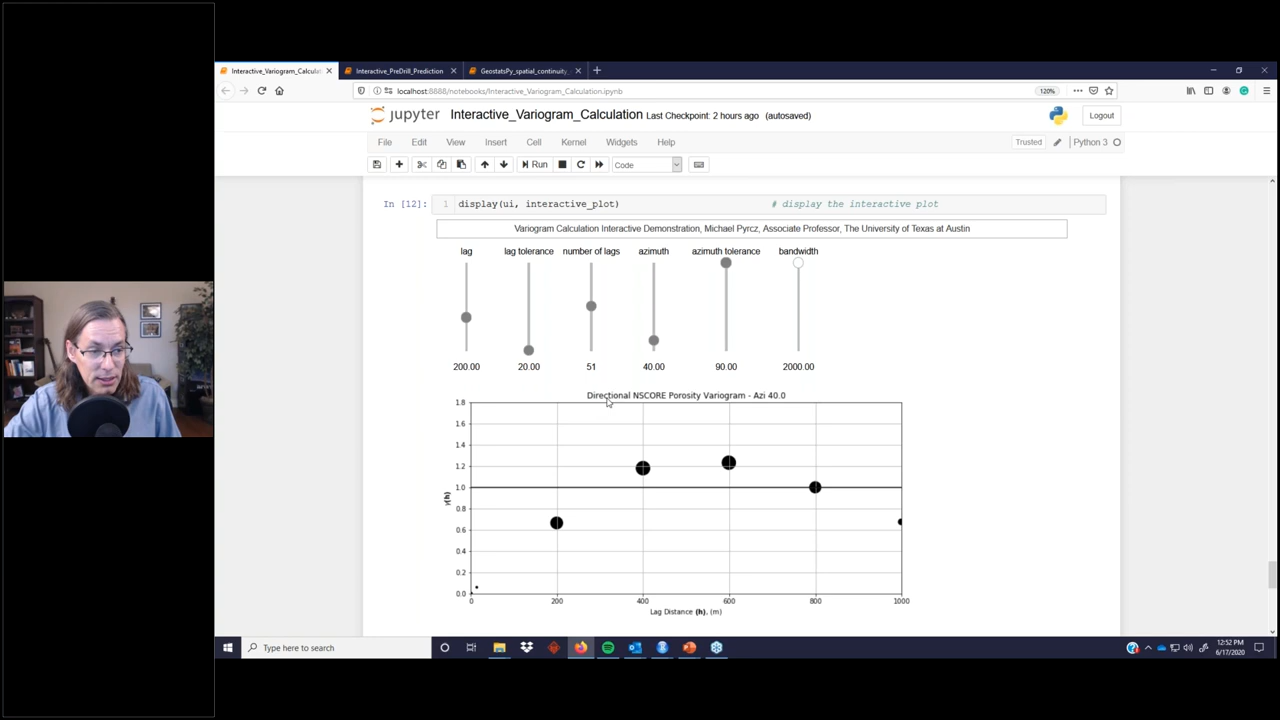 Interactive_Variogram_Calculat
Interactive_PreDrill_Prediction
GeostatsPy_spatial_continuity_
localhost:8888/notebooks/Interactive_Variogram_Calculation.ipynb
120%
jupyter Interactive_Variogram_Calculation Last Checkpoint: 2 hours ago (autosaved)
Logout
File Edit View Insert Cell Kernel Widgets Help
Trusted
Python 3
Run
Code
In [12]: 1 display(ui, interactive_plot) # display the interactive plot
Variogram Calculation Interactive Demonstration, Michael Pyrcz, Associate Professor, The University of Texas at Austin
lag lag tolerance number of lags azimuth azimuth tolerance bandwidth
200.00 20.00 51 40.00 90.00 2000.00
Directional NSCORE Porosity Variogram - Azi 40.0
1.8
1.6
1.4
1.2
1.0
0.8
0.6
0.4
0.2
0.0
γ(h)
0 200 400 600 800 1000
Lag Distance (h), (m)
Type here to search
12:52 PM
6/17/2020